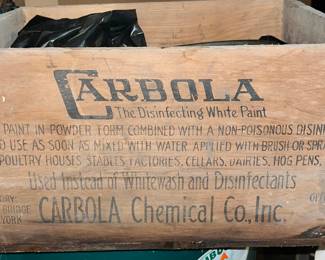 CARBOLA
The Disinfecting White Paint
PAINT IN POWDER FORM COMBINED WITH A NON-POISONOUS DISIN
D USE AS SOON AS MIXED WITH WATER APPLIED WITH BRUSH OR SPRA
POULTRY HOUSES STABLES, FACTORIES, CELLARS, DAIRIES, HOG PENS,
Used Instead of Whitewash and Disinfectants
BRIDGE CARBOLA Chemical Co., Inc.
YORK